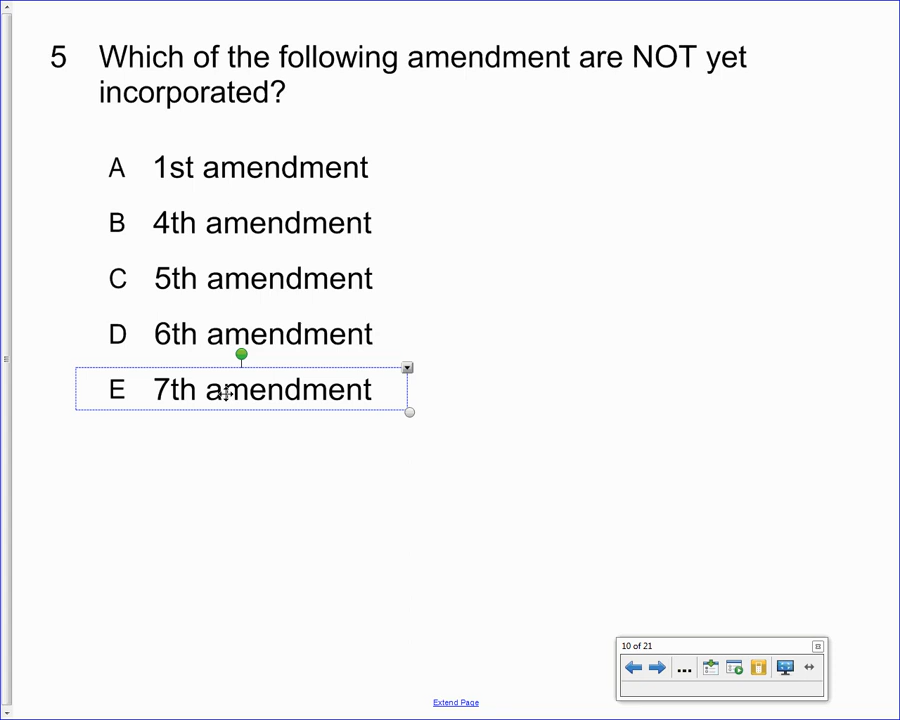 5 Which of the following amendment are NOT yet
incorporated?
A 1st amendment
B 4th amendment
C 5th amendment
D 6th amendment
E 7th amendment
10 of 21
Extend Page